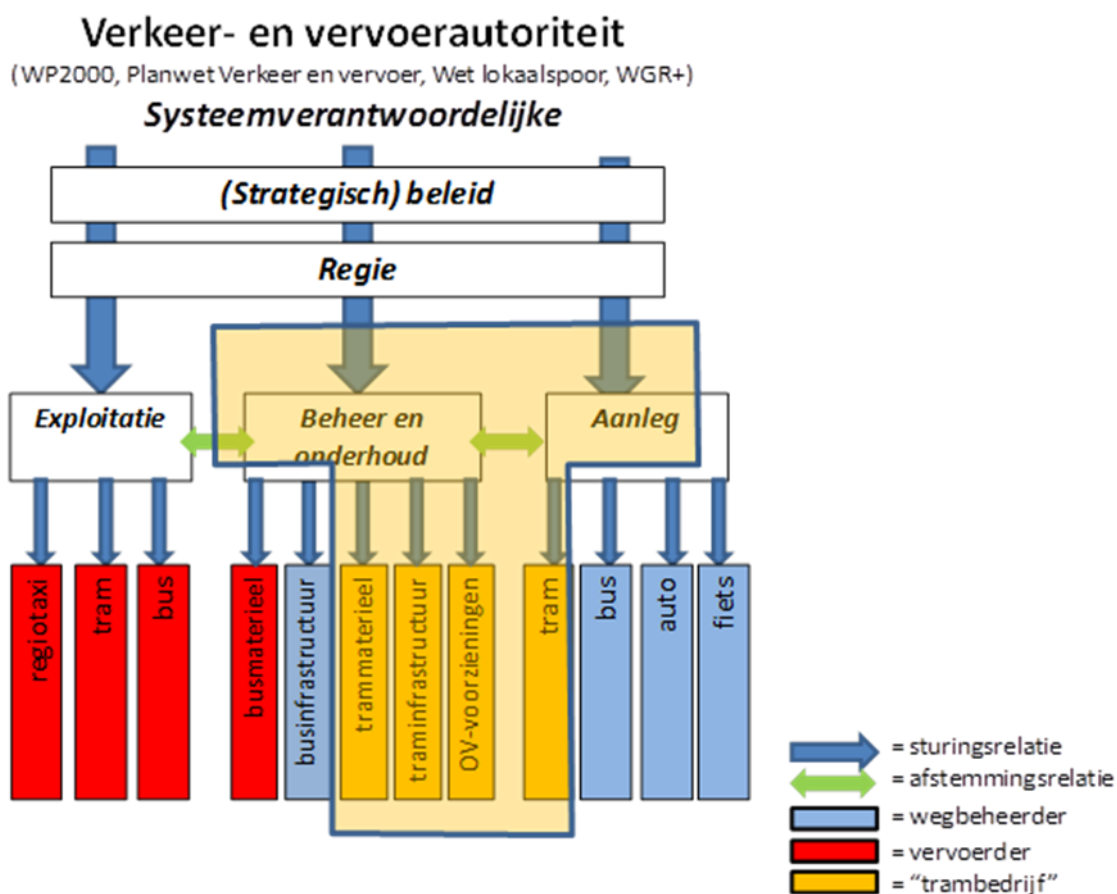 Verkeer- en vervoerautoriteit
(WP2000, Planwet Verkeer en vervoer, Wet lokaalspoor, WGR+)
Systeemverantwoordelijke
(Strategisch) beleid
Regie
Exploitatie
Beheer en
onderhoud
Aanleg
regiotaxi
tram
bus
busmaterieel
businfrastructuur
trammaterieel
traminfrastructuur
OV-voorzieningen
tram
bus
auto
fiets
= sturingsrelatie
= afstemmingsrelatie
= wegbeheerder
= vervoerder
= “trambedrijf”